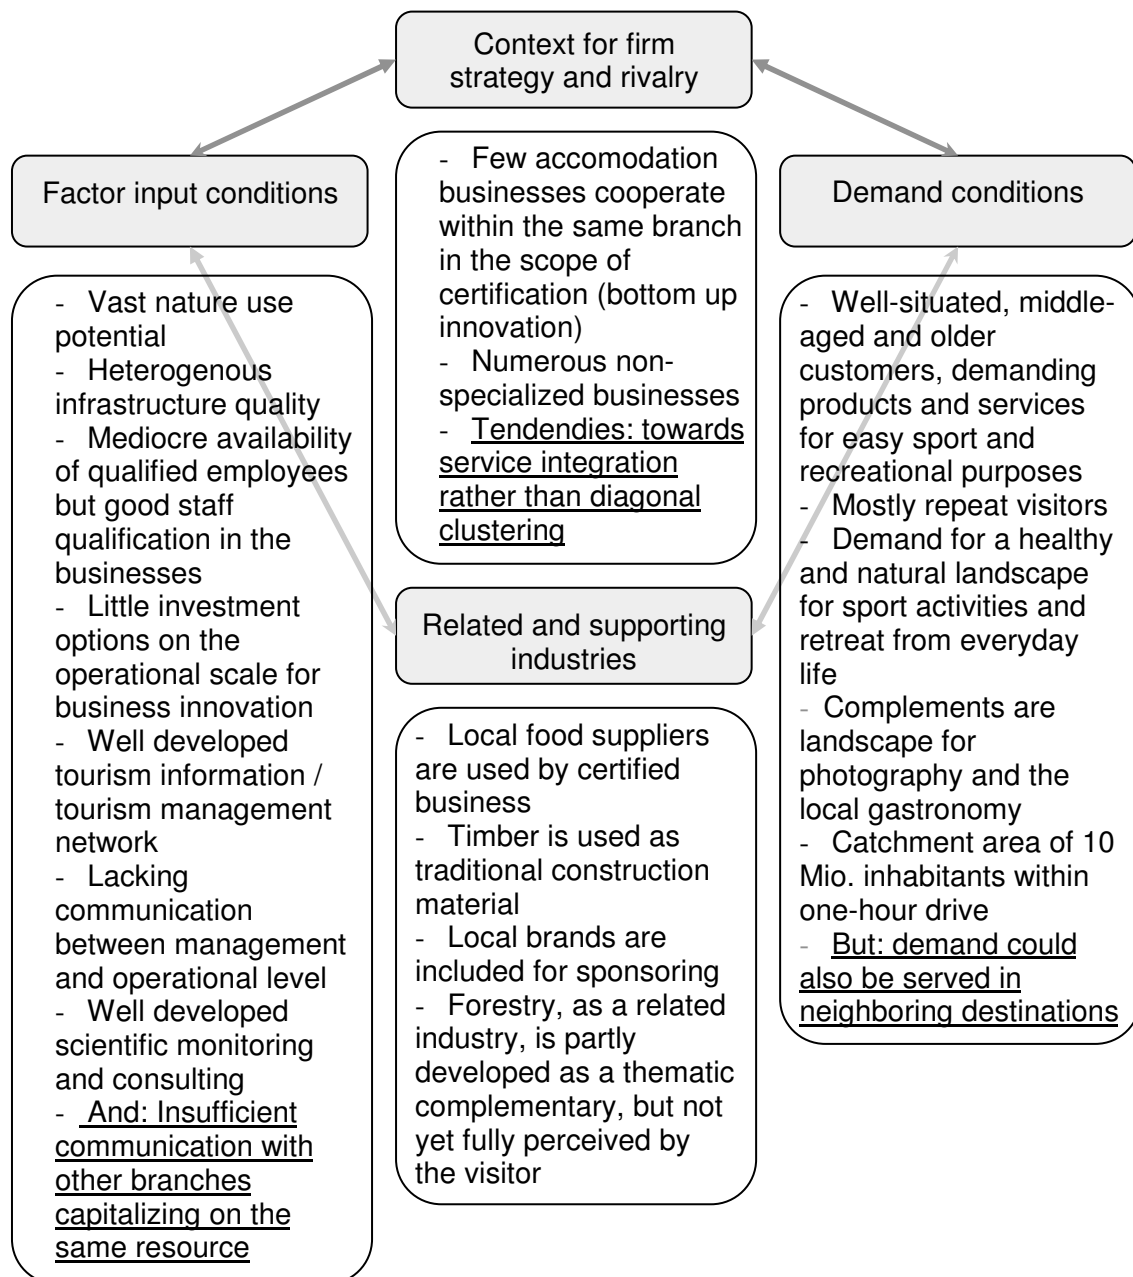 Context for firm
strategy and rivalry
Factor input conditions
Demand conditions
- Few accomodation
businesses cooperate
within the same branch
in the scope of
certification (bottom up
innovation)
- Numerous non-
specialized businesses
- Tendendies: towards
service integration
rather than diagonal
clustering
- Vast nature use
potential
- Heterogenous
infrastructure quality
- Mediocre availability
of qualified employees
but good staff
qualification in the
businesses
- Little investment
options on the
operational scale for
business innovation
- Well developed
tourism information /
tourism management
network
- Lacking
communication
between management
and operational level
- Well developed
scientific monitoring
and consulting
- And: Insufficient
communication with
other branches
capitalizing on the
same resource
- Well-situated, middle-
aged and older
customers, demanding
products and services
for easy sport and
recreational purposes
- Mostly repeat visitors
- Demand for a healthy
and natural landscape
for sport activities and
retreat from everyday
life
- Complements are
landscape for
photography and the
local gastronomy
- Catchment area of 10
Mio. inhabitants within
one-hour drive
- But: demand could
also be served in
neighboring destinations
Related and supporting
industries
- Local food suppliers
are used by certified
business
- Timber is used as
traditional construction
material
- Local brands are
included for sponsoring
- Forestry, as a related
industry, is partly
developed as a thematic
complementary, but not
yet fully perceived by
the visitor